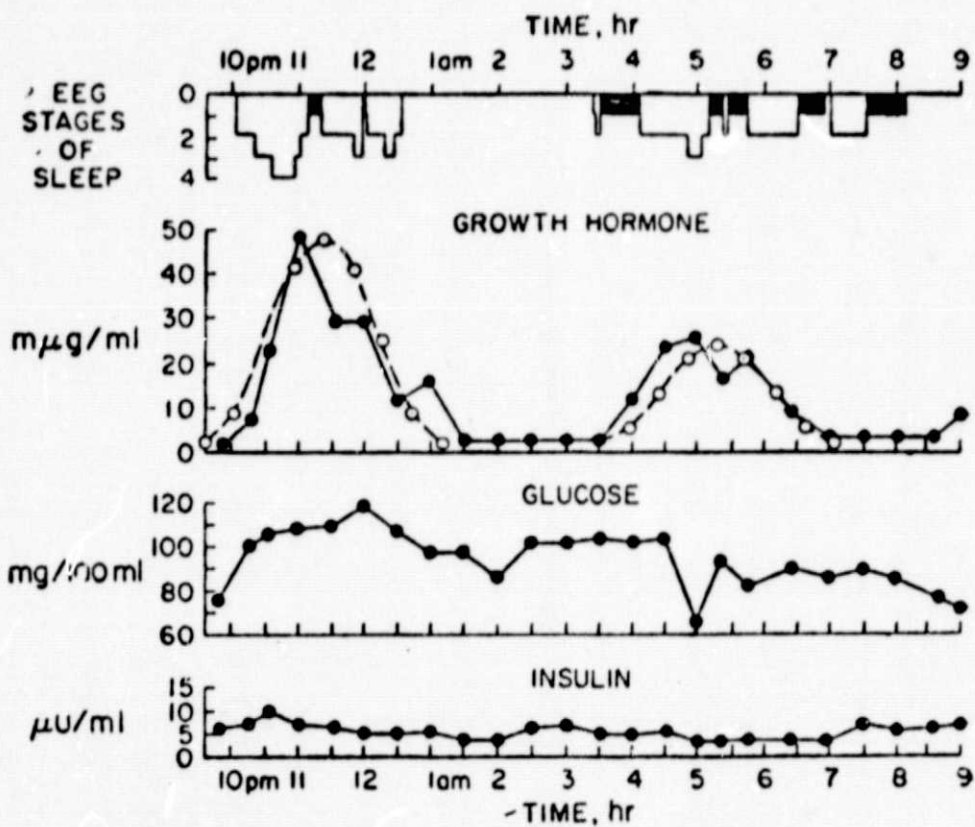 TIME, hr
10pm 11 12 1am 2 3 4 5 6 7 8 9
EEG
STAGES
OF
SLEEP
0
2
4
GROWTH HORMONE
50
40
30
20
10
0
mμg/ml
GLUCOSE
120
100
80
60
INSULIN
15
10
5
0
μU/ml
10pm 11 12 1am 2 3 4 5 6 7 8 9
TIME, hr